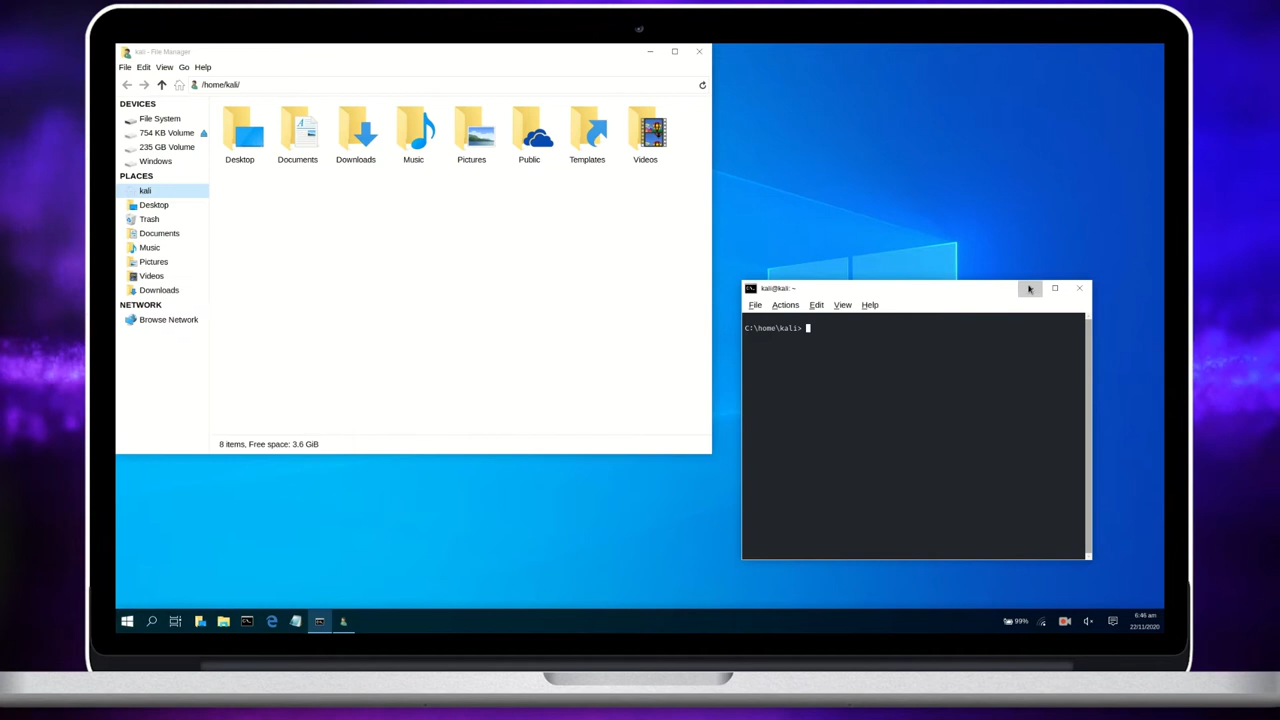 kali - File Manager
File Edit View Go Help
/home/kali/
DEVICES
File System
754 KB Volume
235 GB Volume
Windows
PLACES
kali
Desktop
Trash
Documents
Music
Pictures
Videos
Downloads
NETWORK
Browse Network
Desktop Documents Downloads Music Pictures Public Templates Videos
8 items, Free space: 3.6 GiB
kali@kali: ~
File Actions Edit View Help
C:\home\kali>
99%
6:46 am
22/11/2020